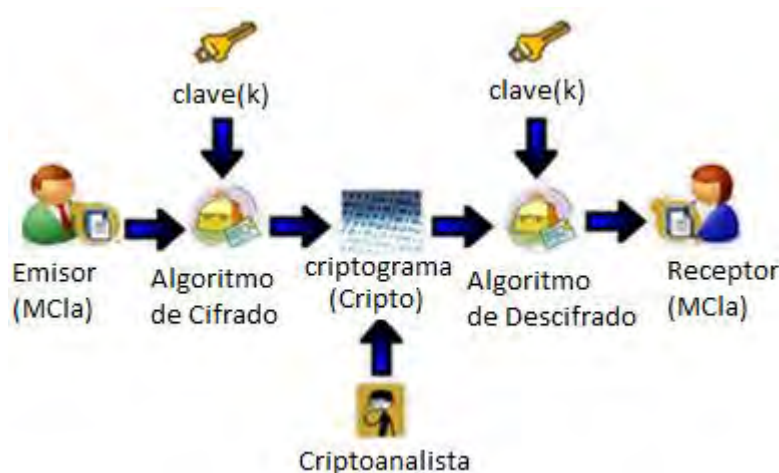 clave(k)
clave(k)
Emisor
(MCla)
Algoritmo
de Cifrado
criptograma
(Cripto)
Algoritmo
de Descifrado
Receptor
(MCla)
Criptoanalista